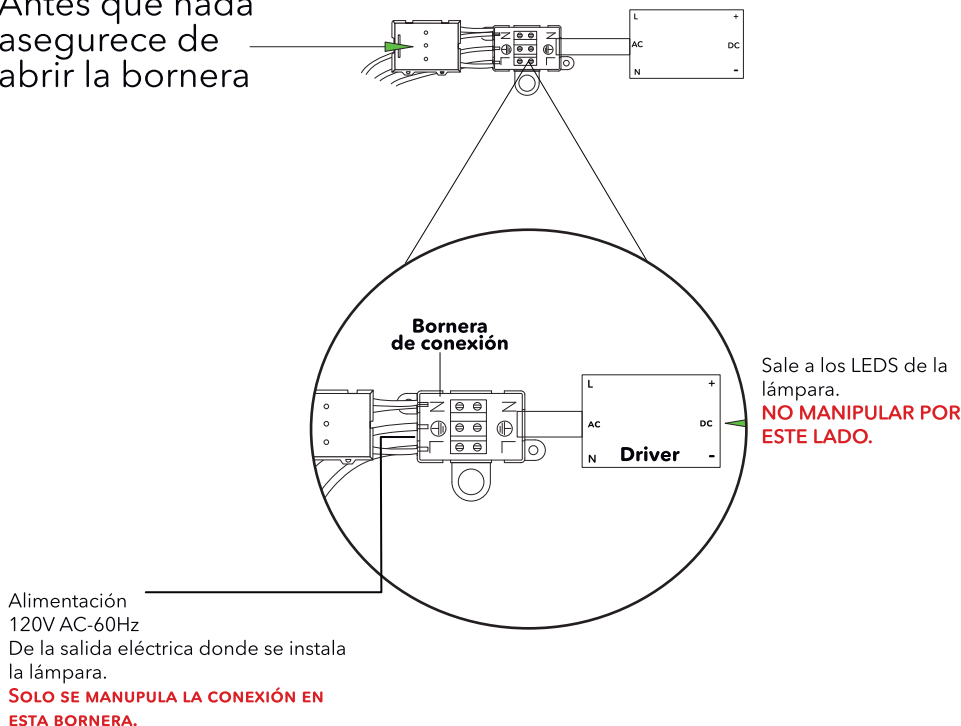 Antes que nada
asegurece de
abrir la bornera
L
+
AC
DC
N
-
N
N
L
L
Bornera
de conexión
N
N
L
L
L
+
AC
DC
N
Driver
-
Sale a los LEDS de la
lámpara.
NO MANIPULAR POR
ESTE LADO.
Alimentación
120V AC-60Hz
De la salida eléctrica donde se instala
la lámpara.
SOLO SE MANUPULA LA CONEXIÓN EN
ESTA BORNERA.